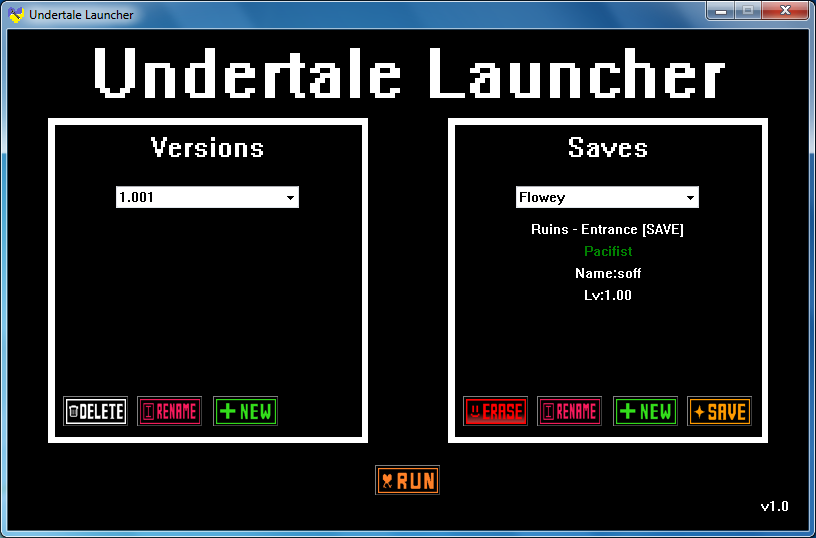 Undertale Launcher
Undertale Launcher
Versions
1.001
DELETE
RENAME
NEW
Saves
Flowey
Ruins - Entrance [SAVE]
Pacifist
Name:soff
Lv:1.00
ERASE
RENAME
NEW
SAVE
RUN
v1.0